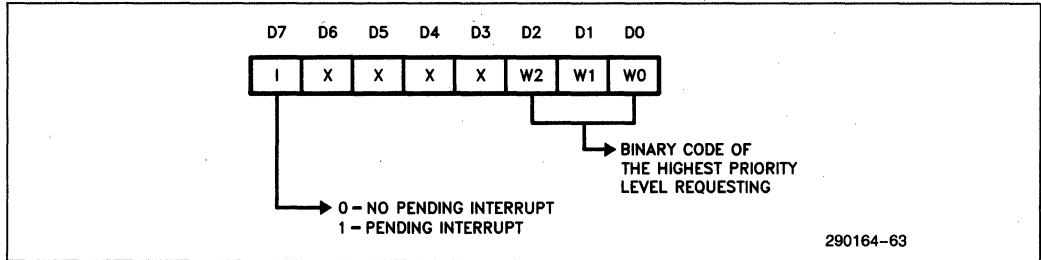 D7 D6 D5 D4 D3 D2 D1 D0
I X X X X W2 W1 W0
BINARY CODE OF
THE HIGHEST PRIORITY
LEVEL REQUESTING
0 – NO PENDING INTERRUPT
1 – PENDING INTERRUPT
290164–63